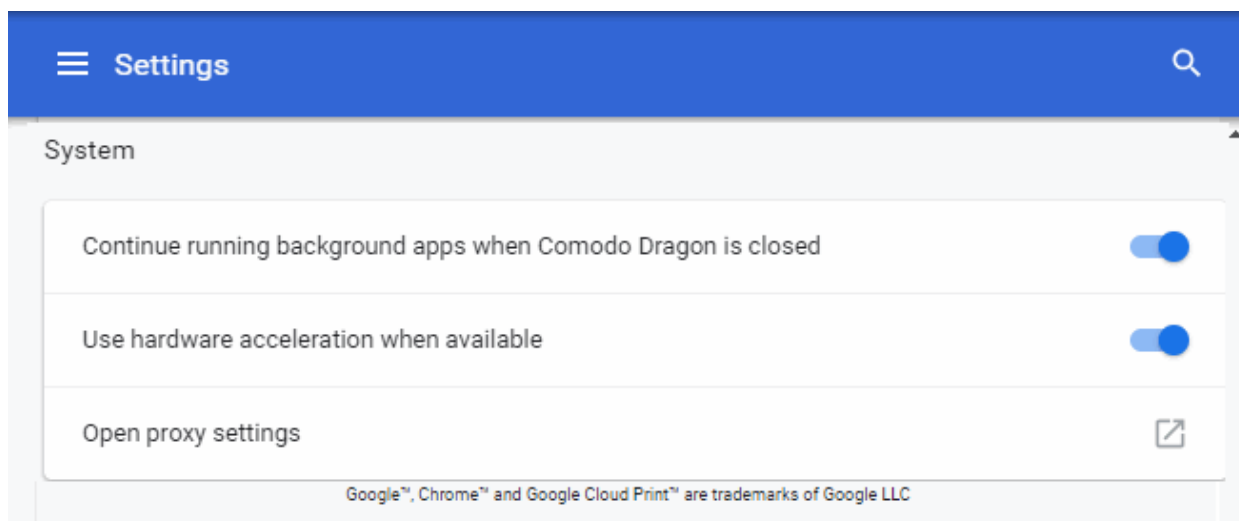 Settings
System
Continue running background apps when Comodo Dragon is closed
Use hardware acceleration when available
Open proxy settings
Google™, Chrome™ and Google Cloud Print™ are trademarks of Google LLC